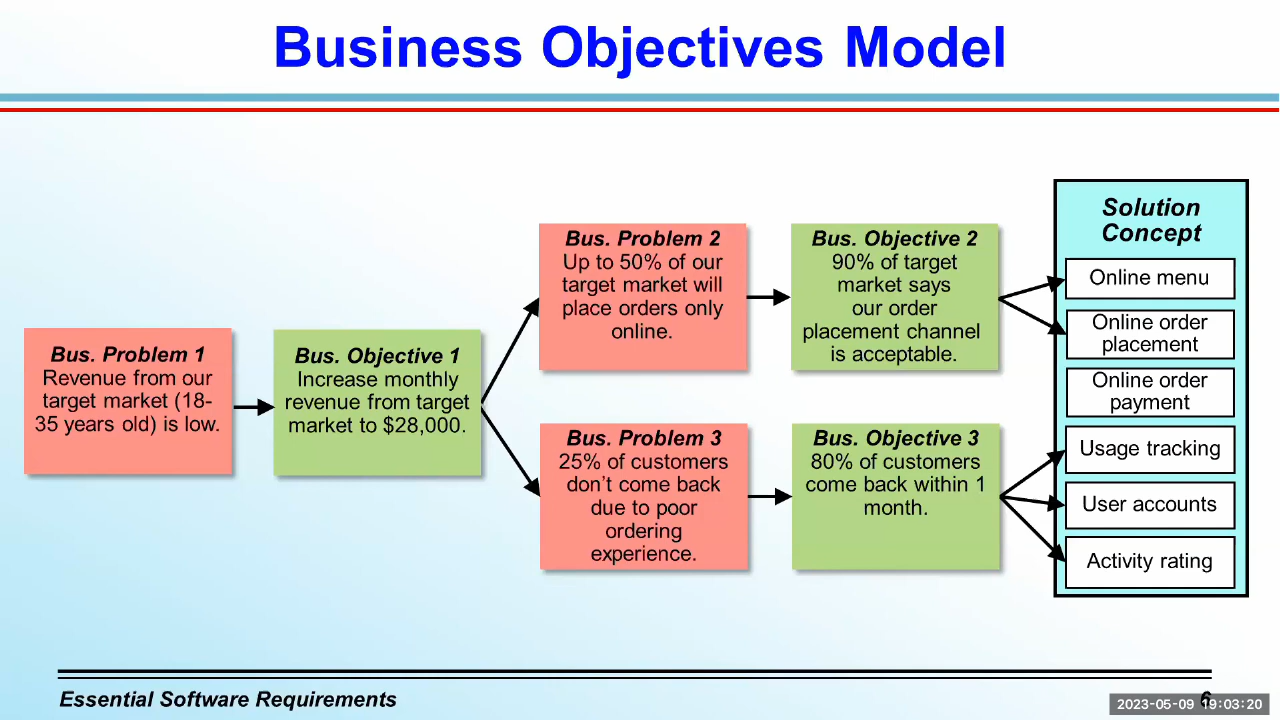 Business Objectives Model
Bus. Problem 1
Revenue from our
target market (18-
35 years old) is low.
Bus. Objective 1
Increase monthly
revenue from target
market to $28,000.
Bus. Problem 2
Up to 50% of our
target market will
place orders only
online.
Bus. Objective 2
90% of target
market says
our order
placement channel
is acceptable.
Bus. Problem 3
25% of customers
don’t come back
due to poor
ordering
experience.
Bus. Objective 3
80% of customers
come back within 1
month.
Solution
Concept
Online menu
Online order
placement
Online order
payment
Usage tracking
User accounts
Activity rating
Essential Software Requirements
6
2023-05-09 19:03:20